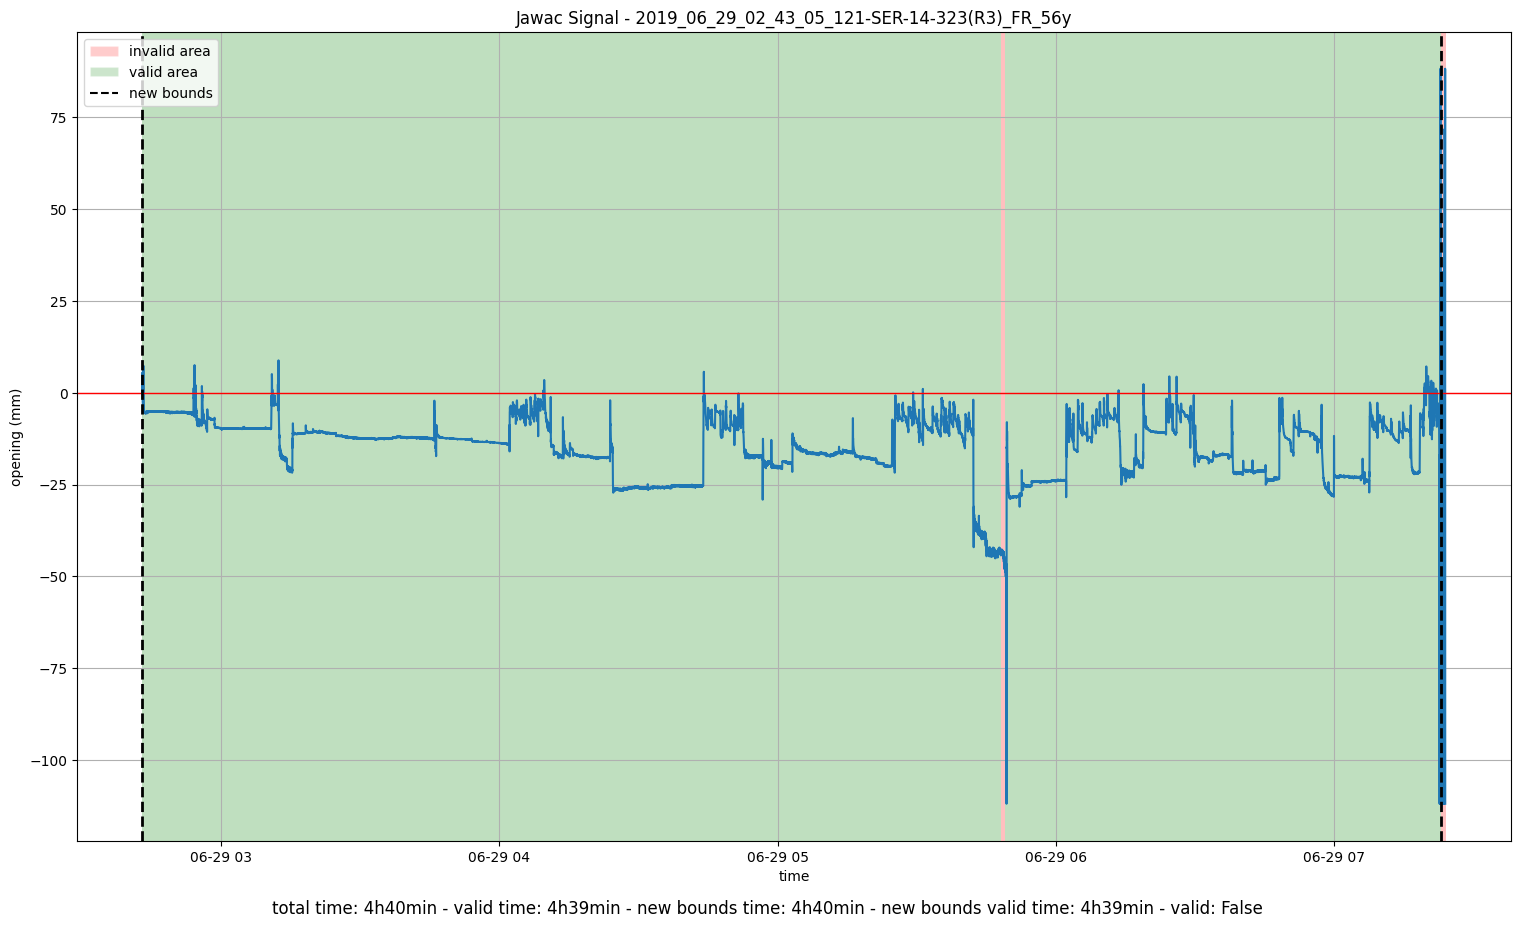 Jawac Signal - 2019_06_29_02_43_05_121-SER-14-323(R3)_FR_56y
invalid area
valid area
new bounds
opening (mm)
75
50
25
0
−25
−50
−75
−100
06-29 03
06-29 04
06-29 05
06-29 06
06-29 07
time
total time: 4h40min - valid time: 4h39min - new bounds time: 4h40min - new bounds valid time: 4h39min - valid: False